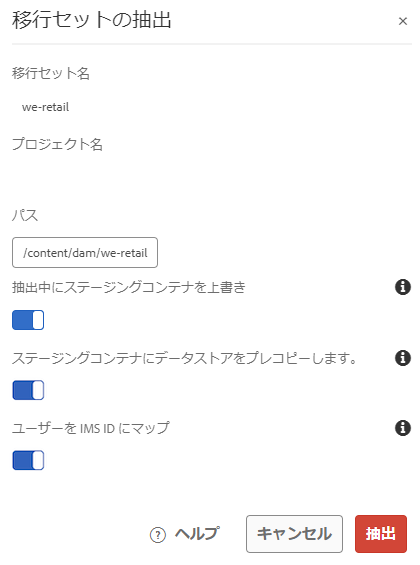 移行セットの抽出
移行セット名
we-retail
プロジェクト名
パス
/content/dam/we-retail
抽出中にステージングコンテナを上書き
ステージングコンテナにデータストアをプレコピーします。
ユーザーを IMS ID にマップ
ヘルプ キャンセル 抽出